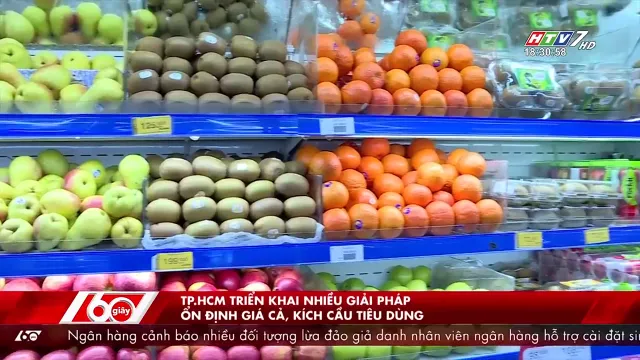 HTV7 HD
18:30:58
60 giây
TP.HCM TRIỂN KHAI NHIỀU GIẢI PHÁP
ỔN ĐỊNH GIÁ CẢ, KÍCH CẦU TIÊU DÙNG
60 Ngân hàng cảnh báo nhiều đối tượng lừa đảo giả danh nhân viên ngân hàng hỗ trợ cài đặt si